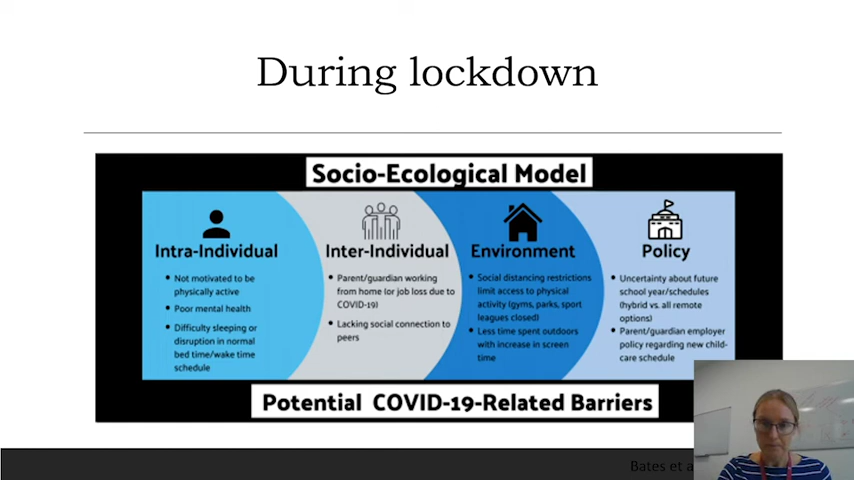 During lockdown
Socio-Ecological Model
Intra-Individual
Not motivated to be
physically active
Poor mental health
Difficulty sleeping or
disruption in normal
bed time/wake time
schedule
Inter-Individual
Parent/guardian working
from home (or job loss due to
COVID-19)
Lacking social connection to
peers
Environment
Social distancing restrictions
limit access to physical
activity (gyms, parks, sport
leagues closed)
Less time spent outdoors
with increase in screen
time
Policy
Uncertainty about future
school year/schedules
(hybrid vs. all remote
options)
Parent/guardian employer
policy regarding new child-
care schedule
Potential COVID-19-Related Barriers
Bates et